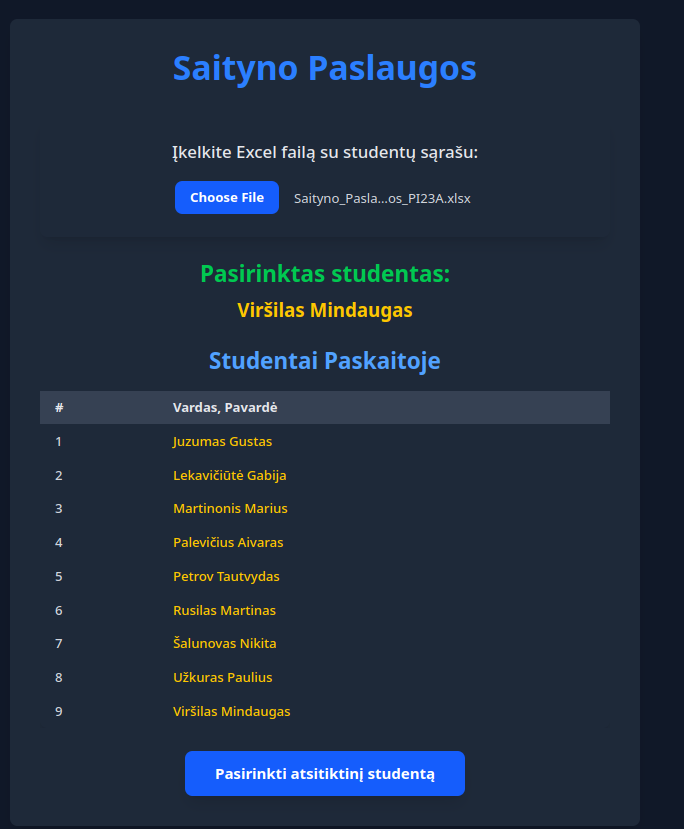 Saityno Paslaugos
Įkelkite Excel failą su studentų sąrašu:
Choose File Saityno_Pasla...os_PI23A.xlsx
Pasirinktas studentas:
Viršilas Mindaugas
Studentai Paskaitoje
# Vardas, Pavardė
1 Juzumas Gustas
2 Lekavičiūtė Gabija
3 Martinonis Marius
4 Palevičius Aivaras
5 Petrov Tautvydas
6 Rusilas Martinas
7 Šalunovas Nikita
8 Užkuras Paulius
9 Viršilas Mindaugas
Pasirinkti atsitiktinį studentą